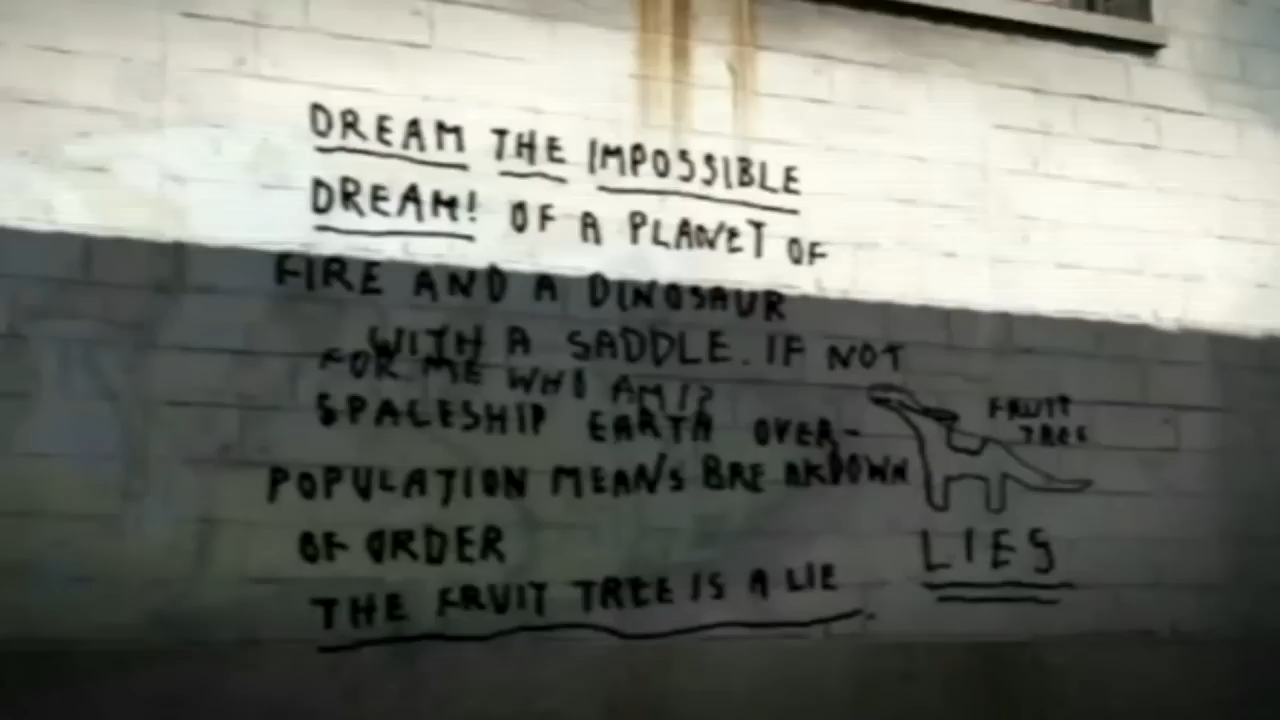 DREAM THE IMPOSSIBLE
DREAM! OF A PLANET OF
FIRE AND A DINOSAUR
WITH A SADDLE. IF NOT
FOR ME WHO AM I?
SPACESHIP EARTH OVER-
POPULATION MEANS BREAKDOWN
OF ORDER
THE FRUIT TREE IS A LIE
FRUIT
TREE
LIES